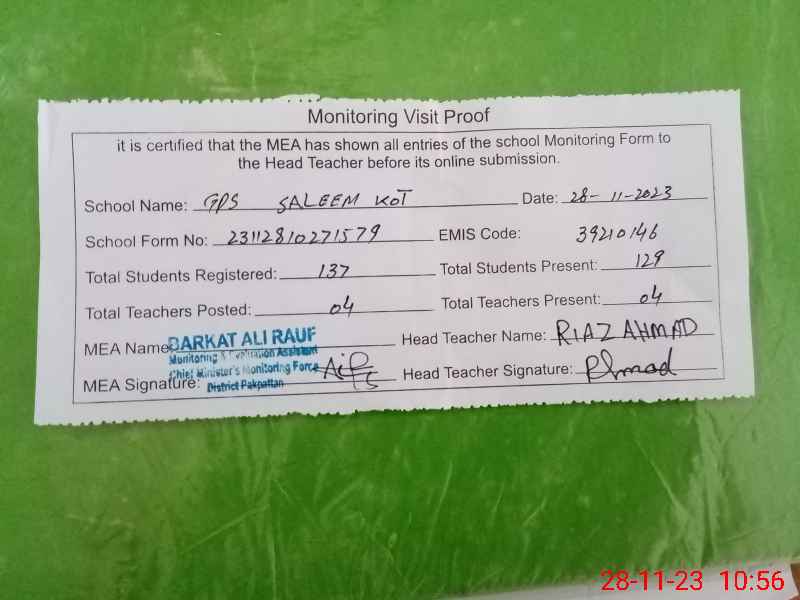 Monitoring Visit Proof
it is certified that the MEA has shown all entries of the school Monitoring Form to
the Head Teacher before its online submission.
School Name: GPS SALEEM KOT Date: 28-11-2023
School Form No: 23112810271579 EMIS Code: 39210146
Total Students Registered: 137 Total Students Present: 129
Total Teachers Posted: 04 Total Teachers Present: 04
MEA Name: BARKAT ALI RAUF Head Teacher Name: RIAZ AHMAD
Monitoring & Evaluation Assistant
Chief Minister's Monitoring Force
MEA Signature: District Pakpattan Head Teacher Signature:
28-11-23 10:56